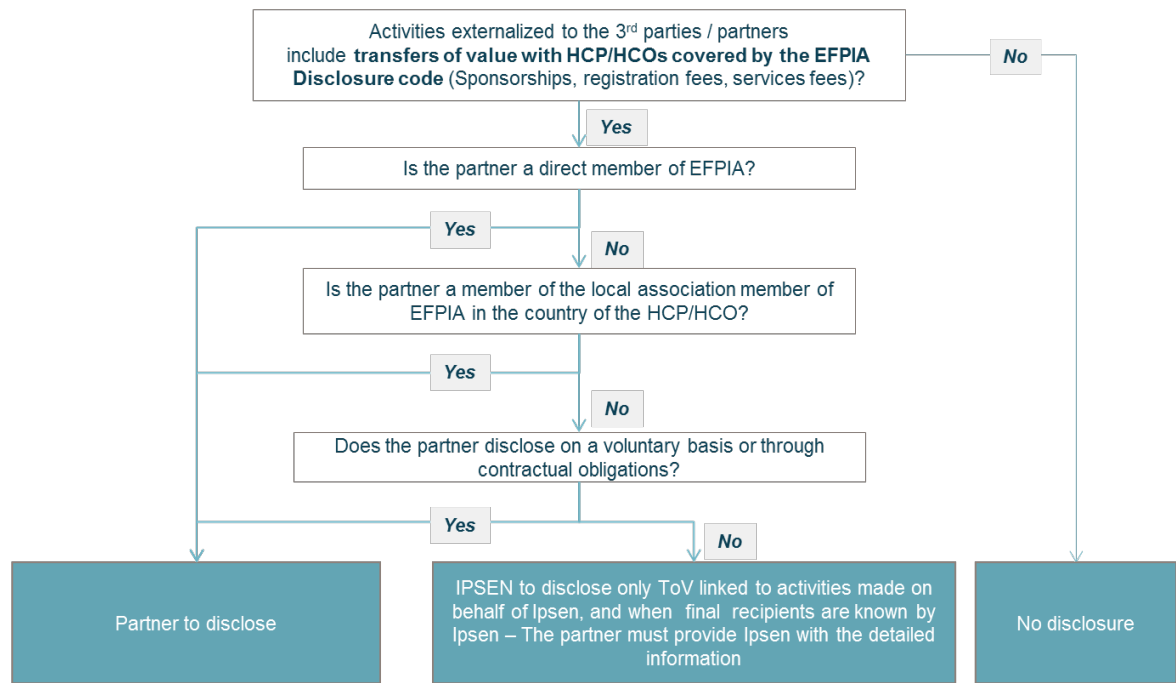 Activities externalized to the 3rd parties / partners
include transfers of value with HCP/HCOs covered by the EFPIA
Disclosure code (Sponsorships, registration fees, services fees)?
No
Yes
Is the partner a direct member of EFPIA?
Yes
No
Is the partner a member of the local association member of
EFPIA in the country of the HCP/HCO?
Yes
No
Does the partner disclose on a voluntary basis or through
contractual obligations?
Yes
No
Partner to disclose
IPSEN to disclose only ToV linked to activities made on
behalf of Ipsen, and when final recipients are known by
Ipsen – The partner must provide Ipsen with the detailed
information
No disclosure